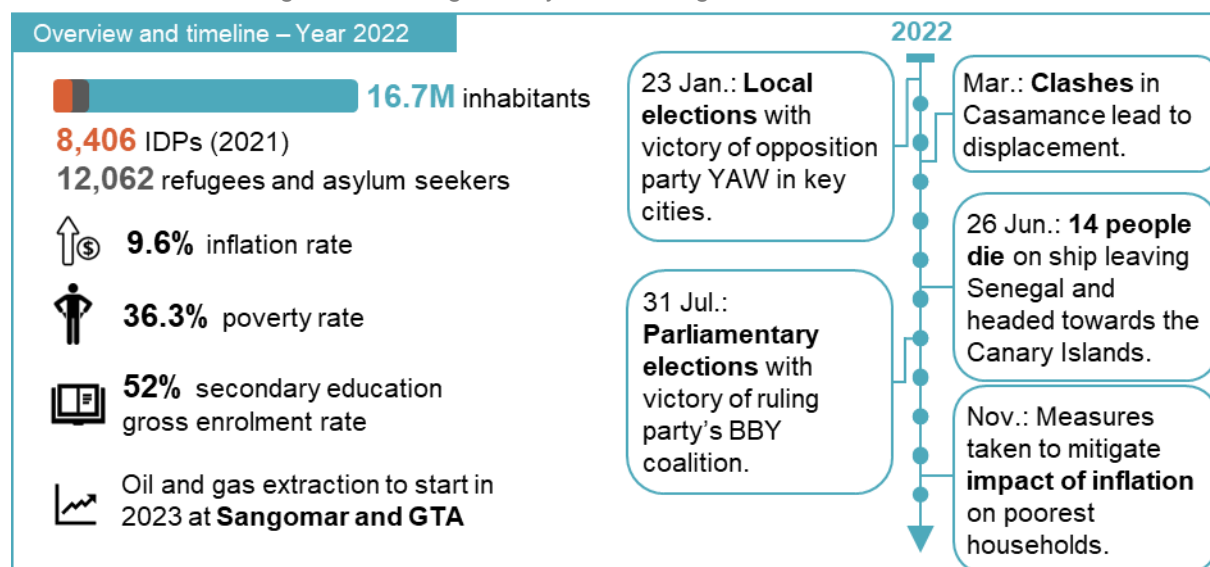 Overview and timeline – Year 2022
16.7M inhabitants
8,406 IDPs (2021)
12,062 refugees and asylum seekers
9.6% inflation rate
36.3% poverty rate
52% secondary education
gross enrolment rate
Oil and gas extraction to start in
2023 at Sangomar and GTA
2022
23 Jan.: Local
elections with
victory of opposition
party YAW in key
cities.
Mar.: Clashes in
Casamance lead to
displacement.
26 Jun.: 14 people
die on ship leaving
Senegal and
headed towards the
Canary Islands.
31 Jul.:
Parliamentary
elections with
victory of ruling
party's BBY
coalition.
Nov.: Measures
taken to mitigate
impact of inflation
on poorest
households.